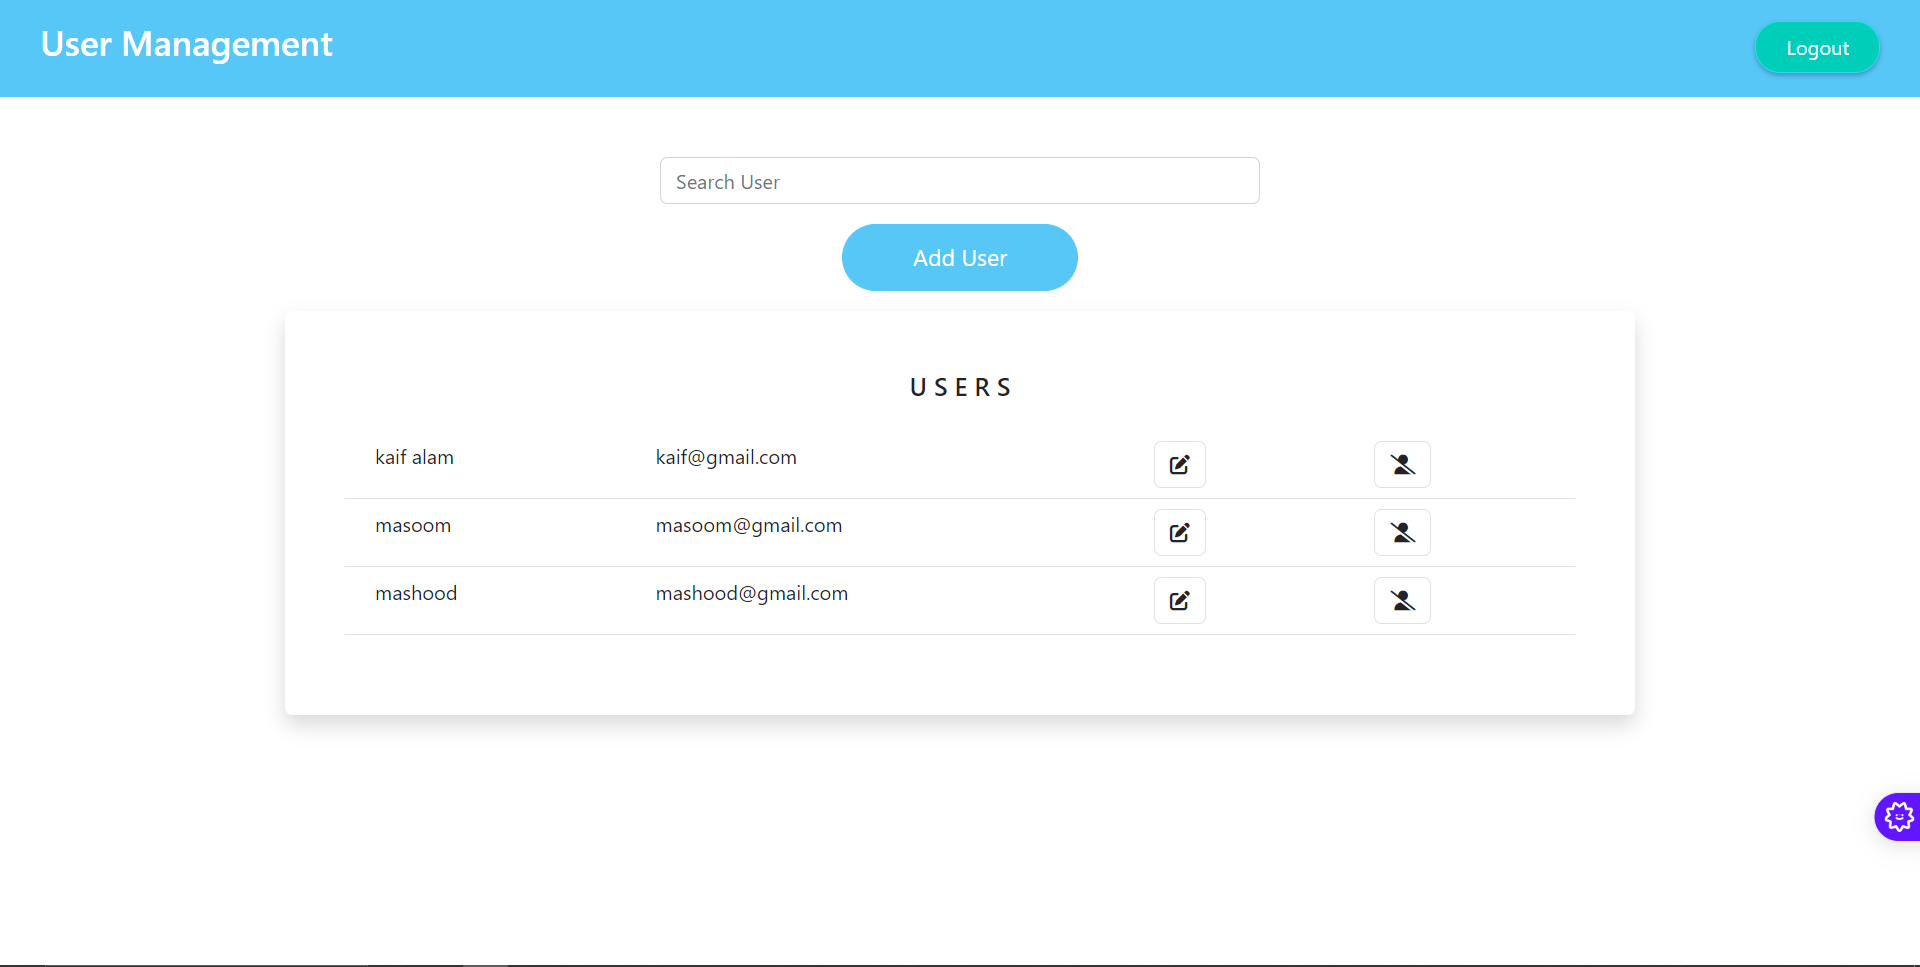 User Management
Logout
Search User
Add User
USERS
kaif alam kaif@gmail.com
masoom masoom@gmail.com
mashood mashood@gmail.com